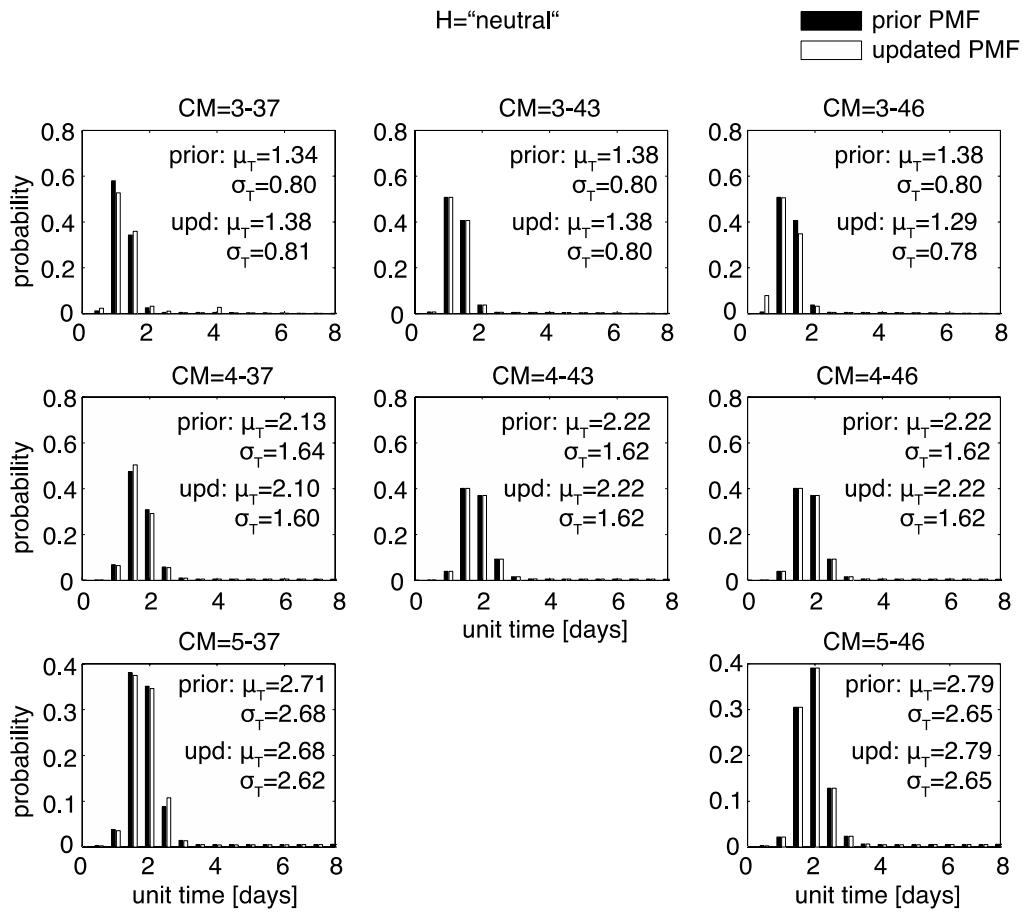 H=“neutral“
prior PMF
updated PMF
CM=3-37
CM=3-43
CM=3-46
probability
0.8
0.6
0.4
0.2
0
prior: μT=1.34
σT=0.80
upd: μT=1.38
σT=0.81
0 2 4 6 8
0.8
0.6
0.4
0.2
0
prior: μT=1.38
σT=0.80
upd: μT=1.38
σT=0.80
0 2 4 6 8
0.8
0.6
0.4
0.2
0
prior: μT=1.38
σT=0.80
upd: μT=1.29
σT=0.78
0 2 4 6 8
CM=4-37
CM=4-43
CM=4-46
probability
0.8
0.6
0.4
0.2
0
prior: μT=2.13
σT=1.64
upd: μT=2.10
σT=1.60
0 2 4 6 8
0.8
0.6
0.4
0.2
0
prior: μT=2.22
σT=1.62
upd: μT=2.22
σT=1.62
0 2 4 6 8
unit time [days]
0.8
0.6
0.4
0.2
0
prior: μT=2.22
σT=1.62
upd: μT=2.22
σT=1.62
0 2 4 6 8
CM=5-37
CM=5-46
probability
0.4
0.3
0.2
0.1
0
prior: μT=2.71
σT=2.68
upd: μT=2.68
σT=2.62
0 2 4 6 8
unit time [days]
0.4
0.3
0.2
0.1
0
prior: μT=2.79
σT=2.65
upd: μT=2.79
σT=2.65
0 2 4 6 8
unit time [days]